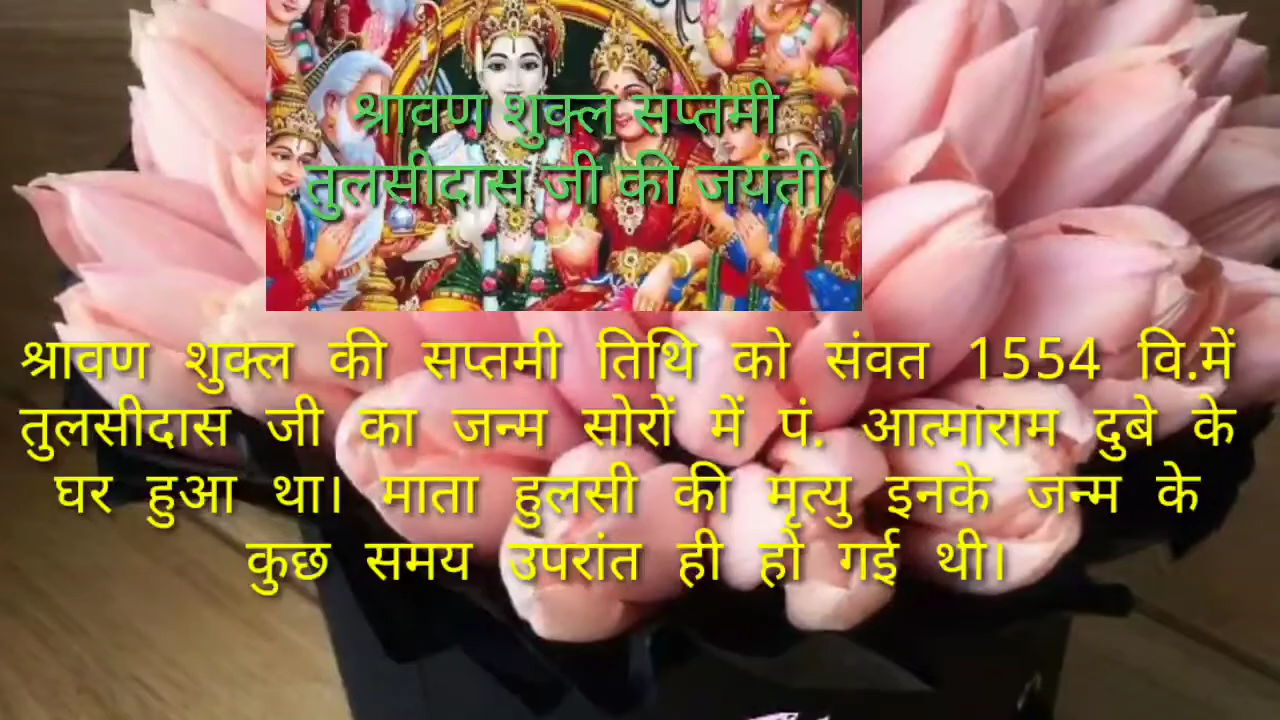 श्रावण शुक्ल सप्तमी
तुलसीदास जी की जयंती
श्रावण शुक्ल की सप्तमी तिथि को संवत 1554 वि.में
तुलसीदास जी का जन्म सोरों में पं. आत्माराम दुबे के
घर हुआ था। माता हुलसी की मृत्यु इनके जन्म के
कुछ समय उपरांत ही हो गई थी।